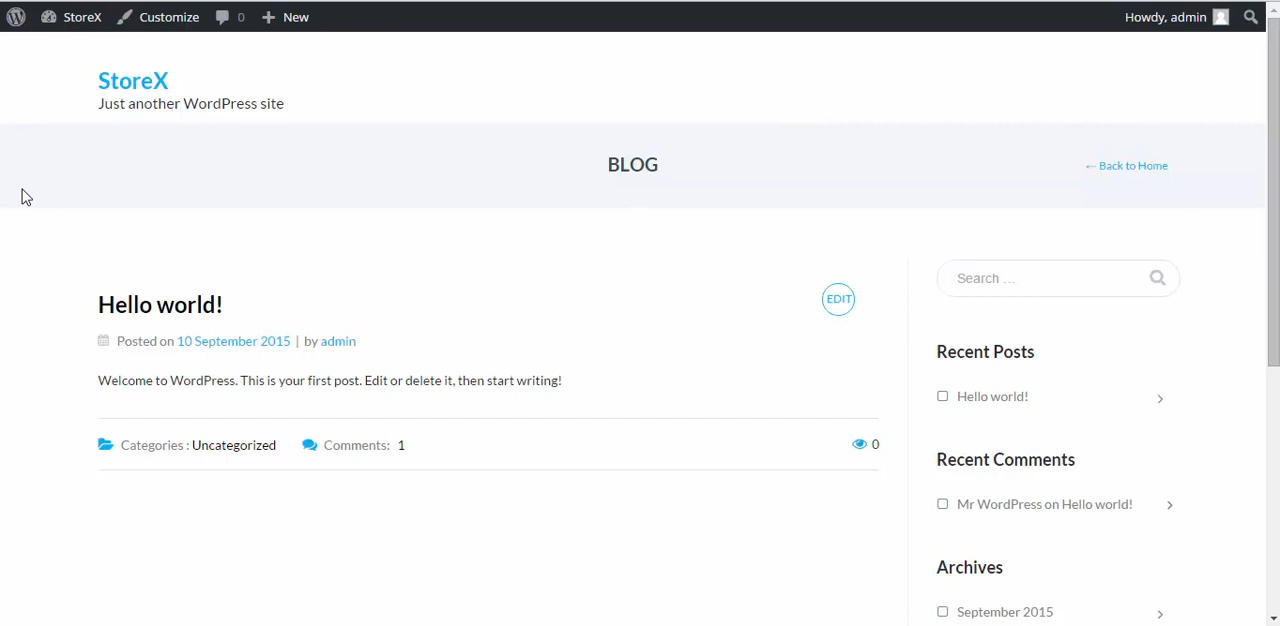 StoreX Customize 0 New Howdy, admin
StoreX
Just another WordPress site
BLOG
← Back to Home
Hello world!
EDIT
Posted on 10 September 2015 | by admin
Welcome to WordPress. This is your first post. Edit or delete it, then start writing!
Categories : Uncategorized Comments: 1 0
Search ...
Recent Posts
Hello world!
Recent Comments
Mr WordPress on Hello world!
Archives
September 2015